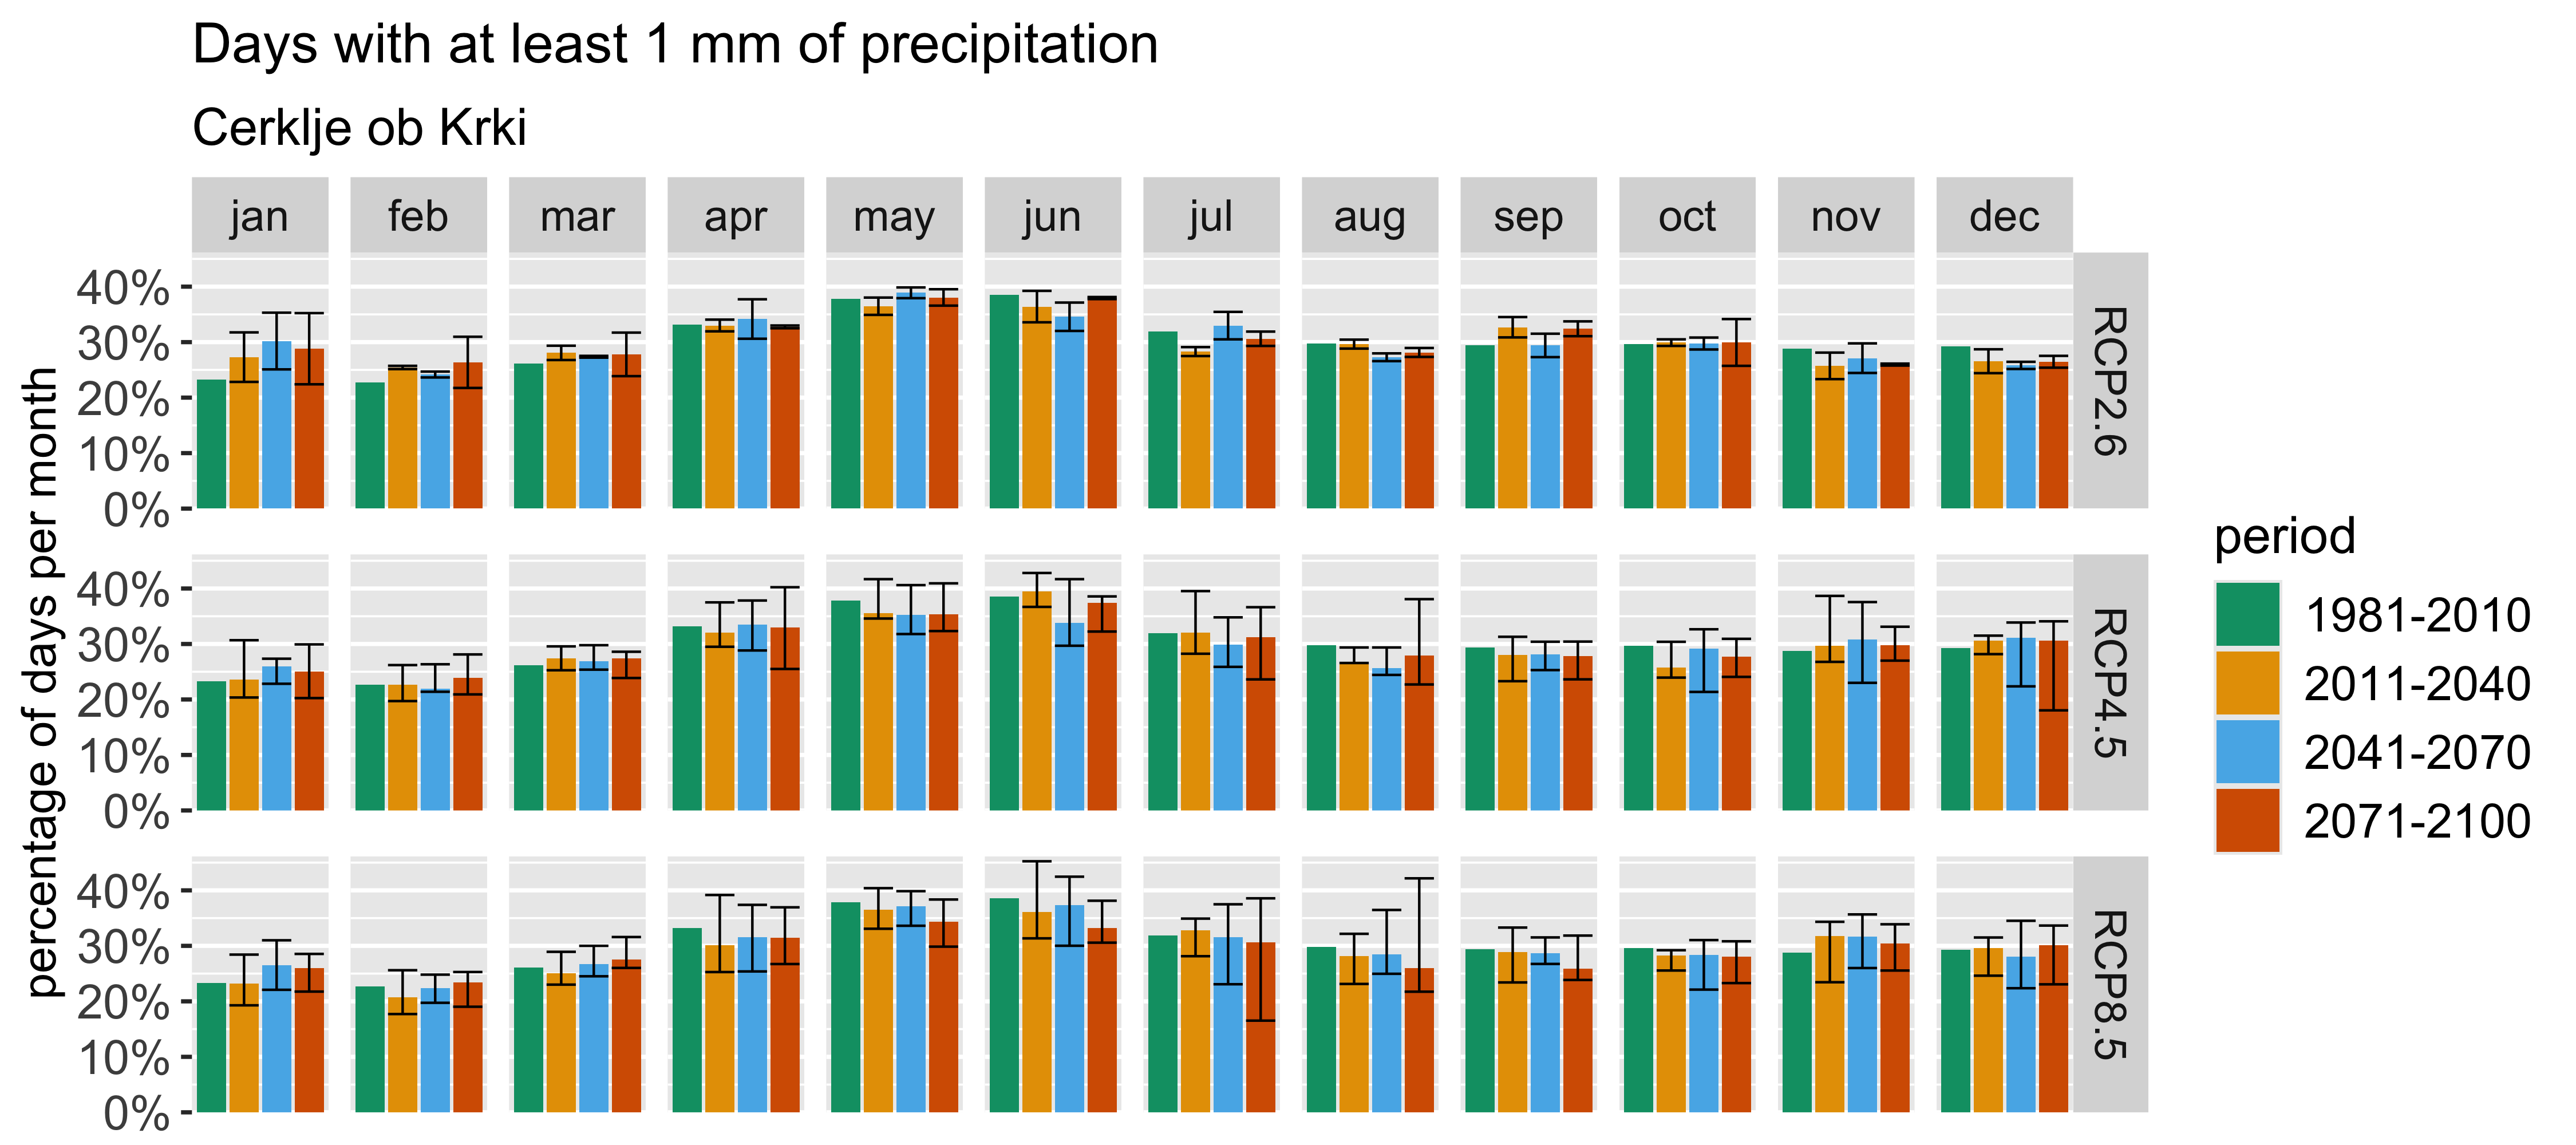 Days with at least 1 mm of precipitation
Cerklje ob Krki
jan feb mar apr may jun jul aug sep oct nov dec
percentage of days per month
40%
30%
20%
10%
0%
RCP2.6
40%
30%
20%
10%
0%
RCP4.5
40%
30%
20%
10%
0%
RCP8.5
period
1981-2010
2011-2040
2041-2070
2071-2100